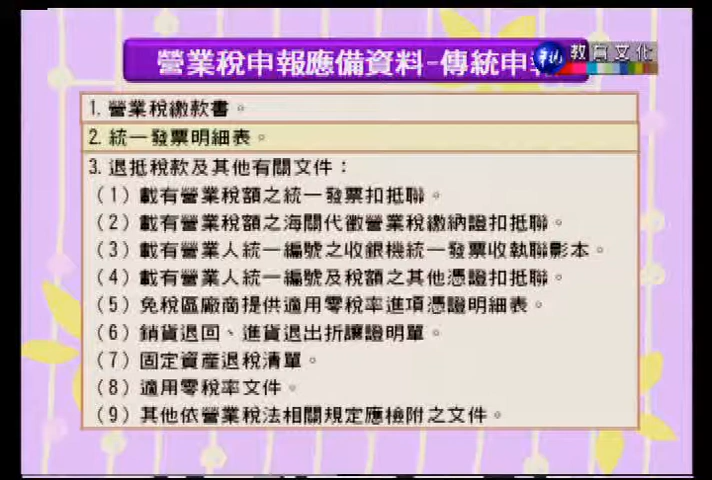 營業稅申報應備資料-傳統申報
教育文化
1. 營業稅繳款書。
2. 統一發票明細表。
3. 退抵稅款及其他有關文件：
（1）載有營業稅額之統一發票扣抵聯。
（2）載有營業稅額之海關代徵營業稅繳納證扣抵聯。
（3）載有營業人統一編號之收銀機統一發票收執聯影本。
（4）載有營業人統一編號及稅額之其他憑證扣抵聯。
（5）免稅區廠商提供適用零稅率進項憑證明細表。
（6）銷貨退回、進貨退出折讓證明單。
（7）固定資產退稅清單。
（8）適用零稅率文件。
（9）其他依營業稅法相關規定應檢附之文件。